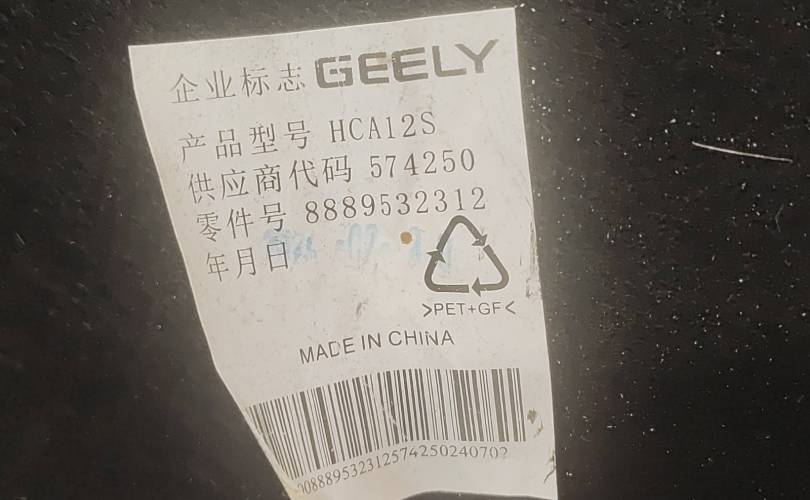 企业标志 GEELY
产品型号 HCA12S
供应商代码 574250
零件号 8889532312
年月日
>PET+GF<
MADE IN CHINA
008889532312574250240702